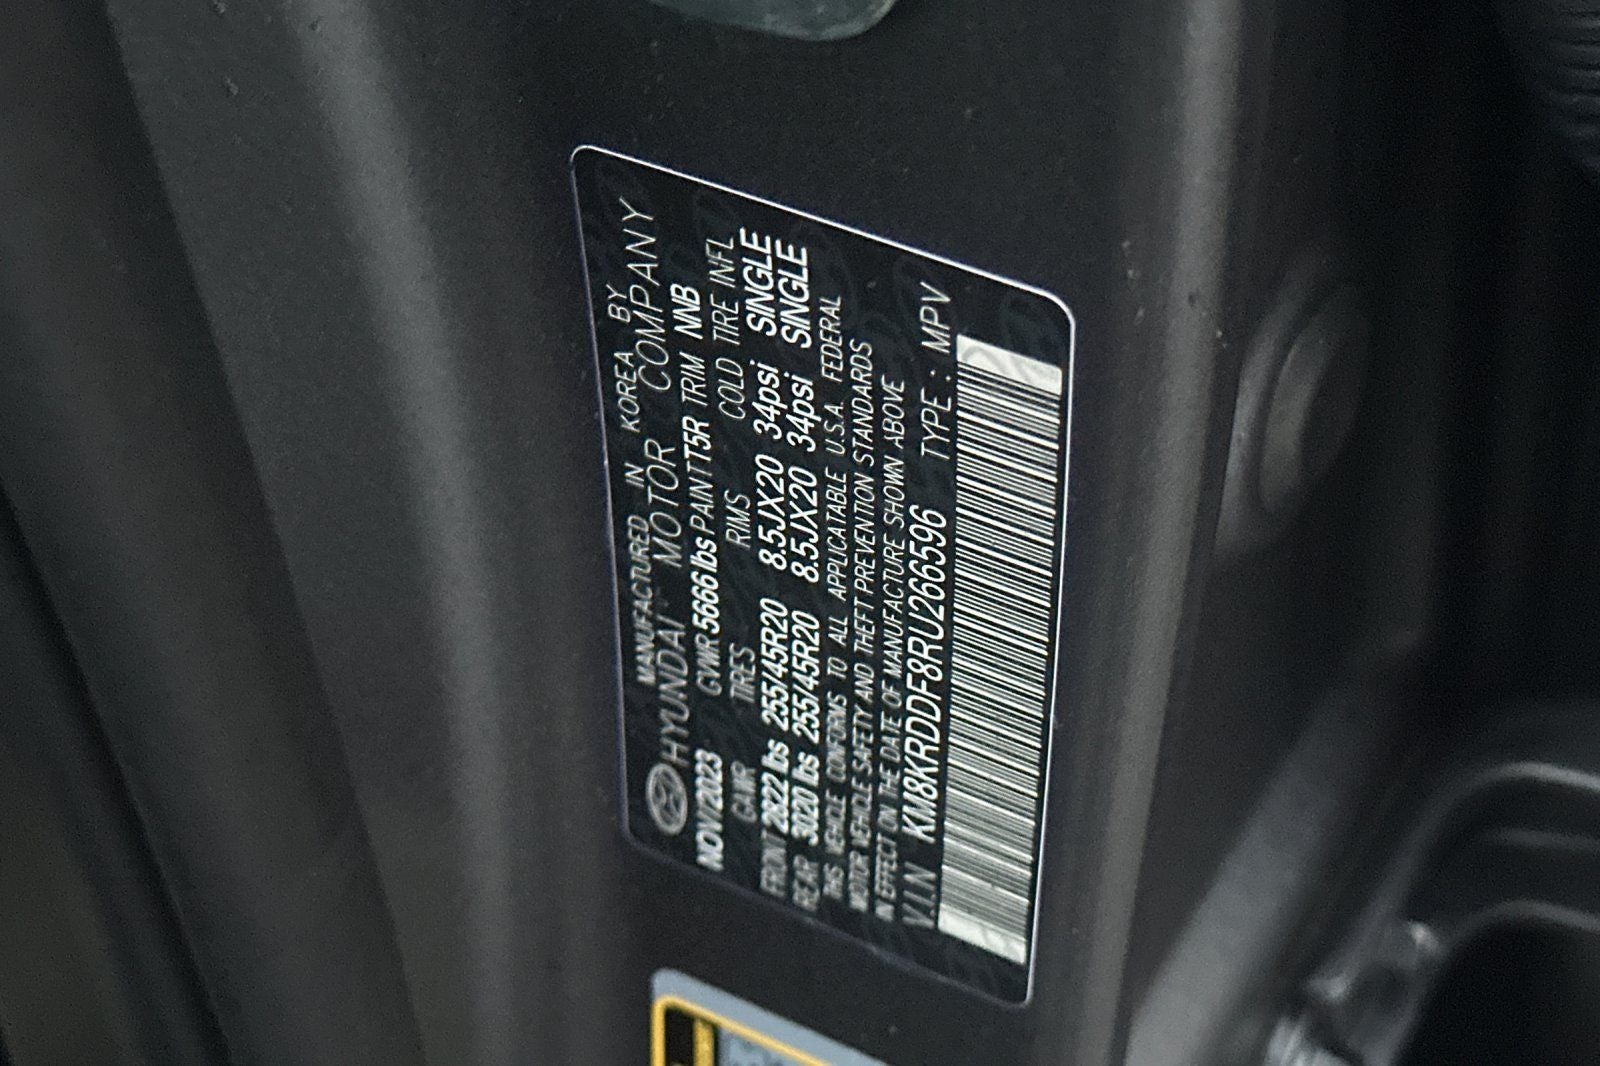 MANUFACTURED IN KOREA BY
HYUNDAI MOTOR COMPANY
NOV/2023 GVWR 5666 lbs PAINT T5R TRIM NNB
GAWR TIRES RIMS COLD TIRE INFL
FRONT 2822 lbs 255/45R20 8.5JX20 34psi SINGLE
REAR 3020 lbs 255/45R20 8.5JX20 34psi SINGLE
THIS VEHICLE CONFORMS TO ALL APPLICATABLE U.S.A. FEDERAL
MOTOR VEHICLE SAFETY AND THEFT PREVENTION STANDARDS
IN EFFECT ON THE DATE OF MANUFACTURE SHOWN ABOVE
V.I.N KM8KRDDF8RU266596 TYPE : MPV